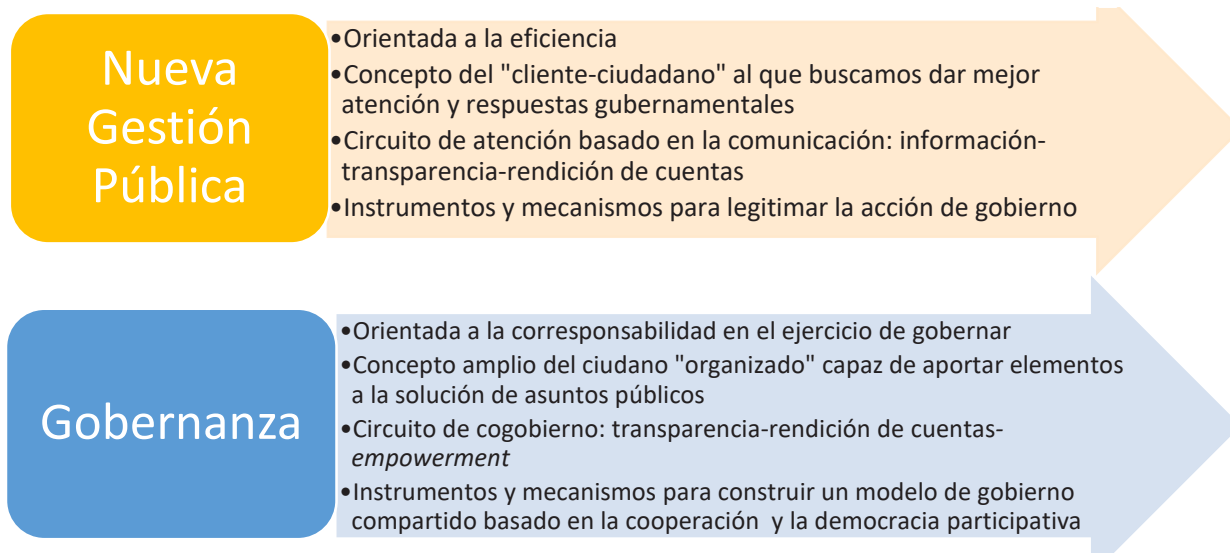 Nueva
Gestión
Pública
•Orientada a la eficiencia
•Concepto del "cliente-ciudadano" al que buscamos dar mejor
atención y respuestas gubernamentales
•Circuito de atención basado en la comunicación: información-
transparencia-rendición de cuentas
•Instrumentos y mecanismos para legitimar la acción de gobierno
Gobernanza
•Orientada a la corresponsabilidad en el ejercicio de gobernar
•Concepto amplio del ciudano "organizado" capaz de aportar elementos
a la solución de asuntos públicos
•Circuito de cogobierno: transparencia-rendición de cuentas-
empowerment
•Instrumentos y mecanismos para construir un modelo de gobierno
compartido basado en la cooperación y la democracia participativa